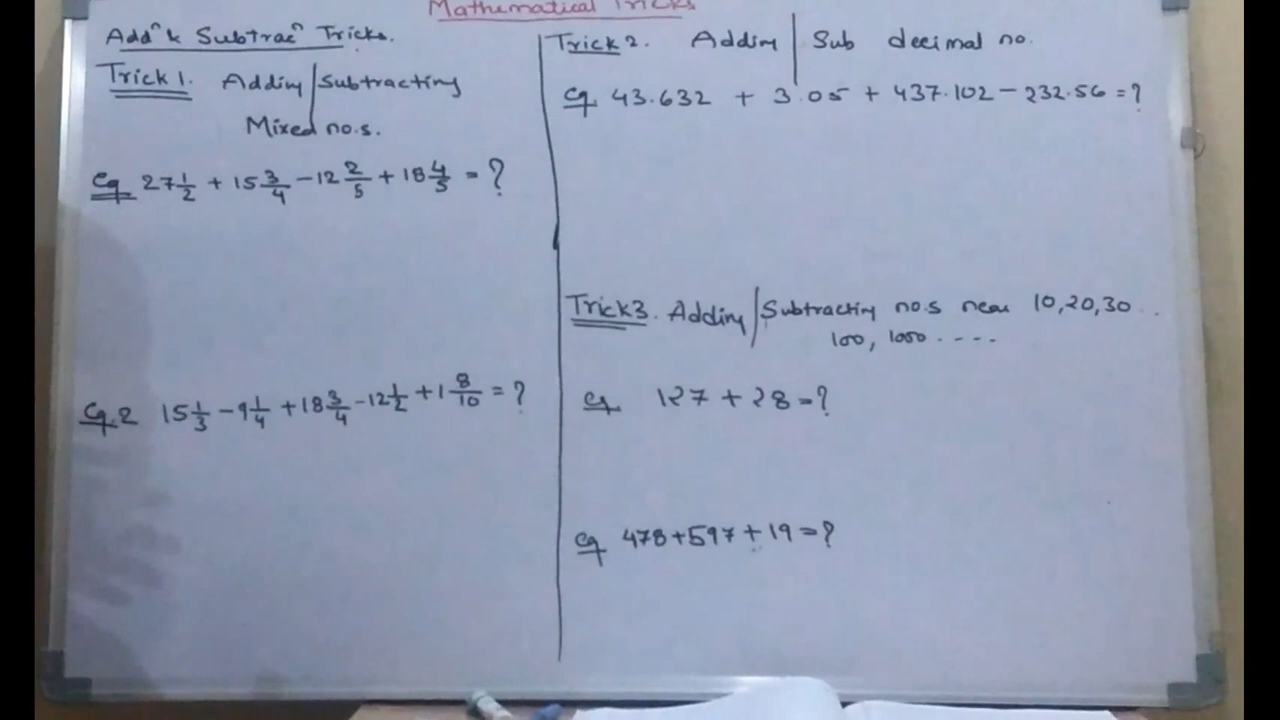 Mathematical Tricks
Addⁿ & Subtracⁿ Tricks.
Trick 1. Adding/Subtracting
Mixed no.s.
eg 27 1/2 + 15 3/4 - 12 2/5 + 18 4/5 = ?
eg.2 15 1/3 - 9 1/4 + 18 3/4 - 12 1/2 + 1 8/10 = ?
Trick 2. Adding | Sub decimal no.
eg. 43.632 + 3.05 + 437.102 - 232.56 = ?
Trick 3. Adding/Subtracting no.s near 10,20,30 ..
100, 1000 ....
eg. 127 + 28 = ?
eg 478+597+19=?